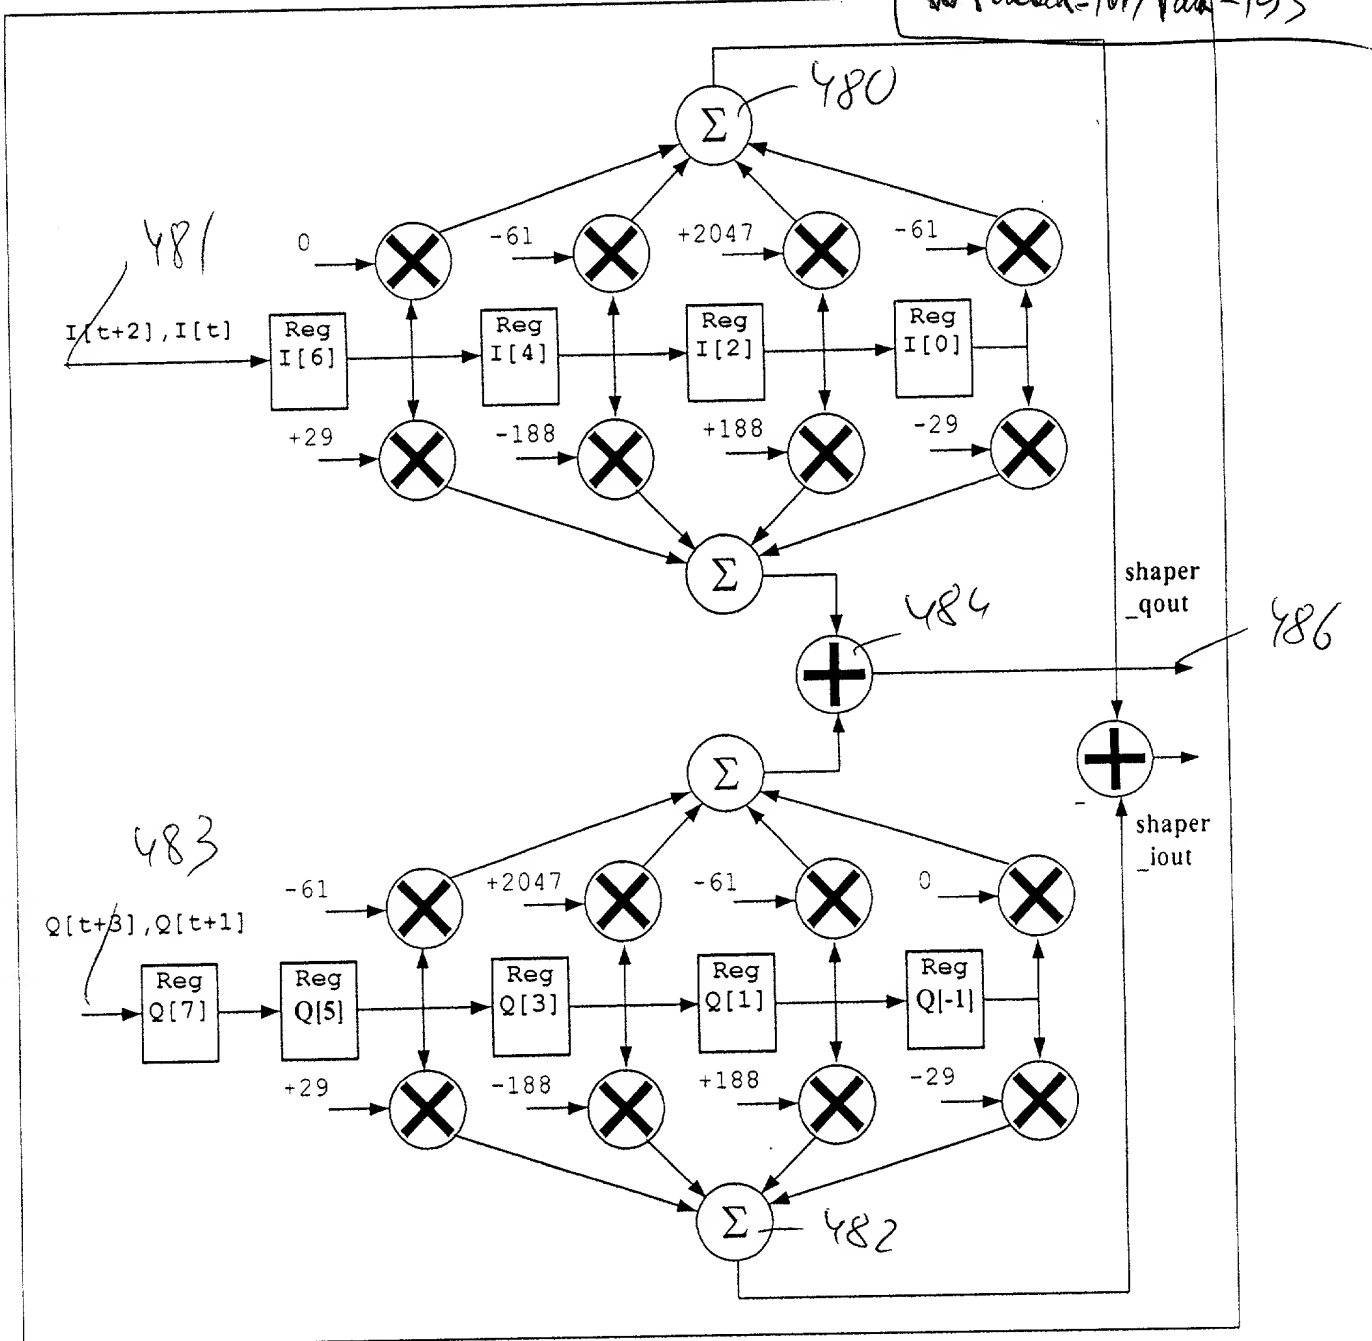 480
Σ
481
0
-61
+2047
-61
I[t+2],I[t]
Reg
I[6]
Reg
I[4]
Reg
I[2]
Reg
I[0]
+29
-188
+188
-29
Σ
shaper
_qout
484
486
Σ
-
shaper
_iout
483
-61
+2047
-61
0
Q[t+3],Q[t+1]
Reg
Q[7]
Reg
Q[5]
Reg
Q[3]
Reg
Q[1]
Reg
Q[-1]
+29
-188
+188
-29
Σ
482